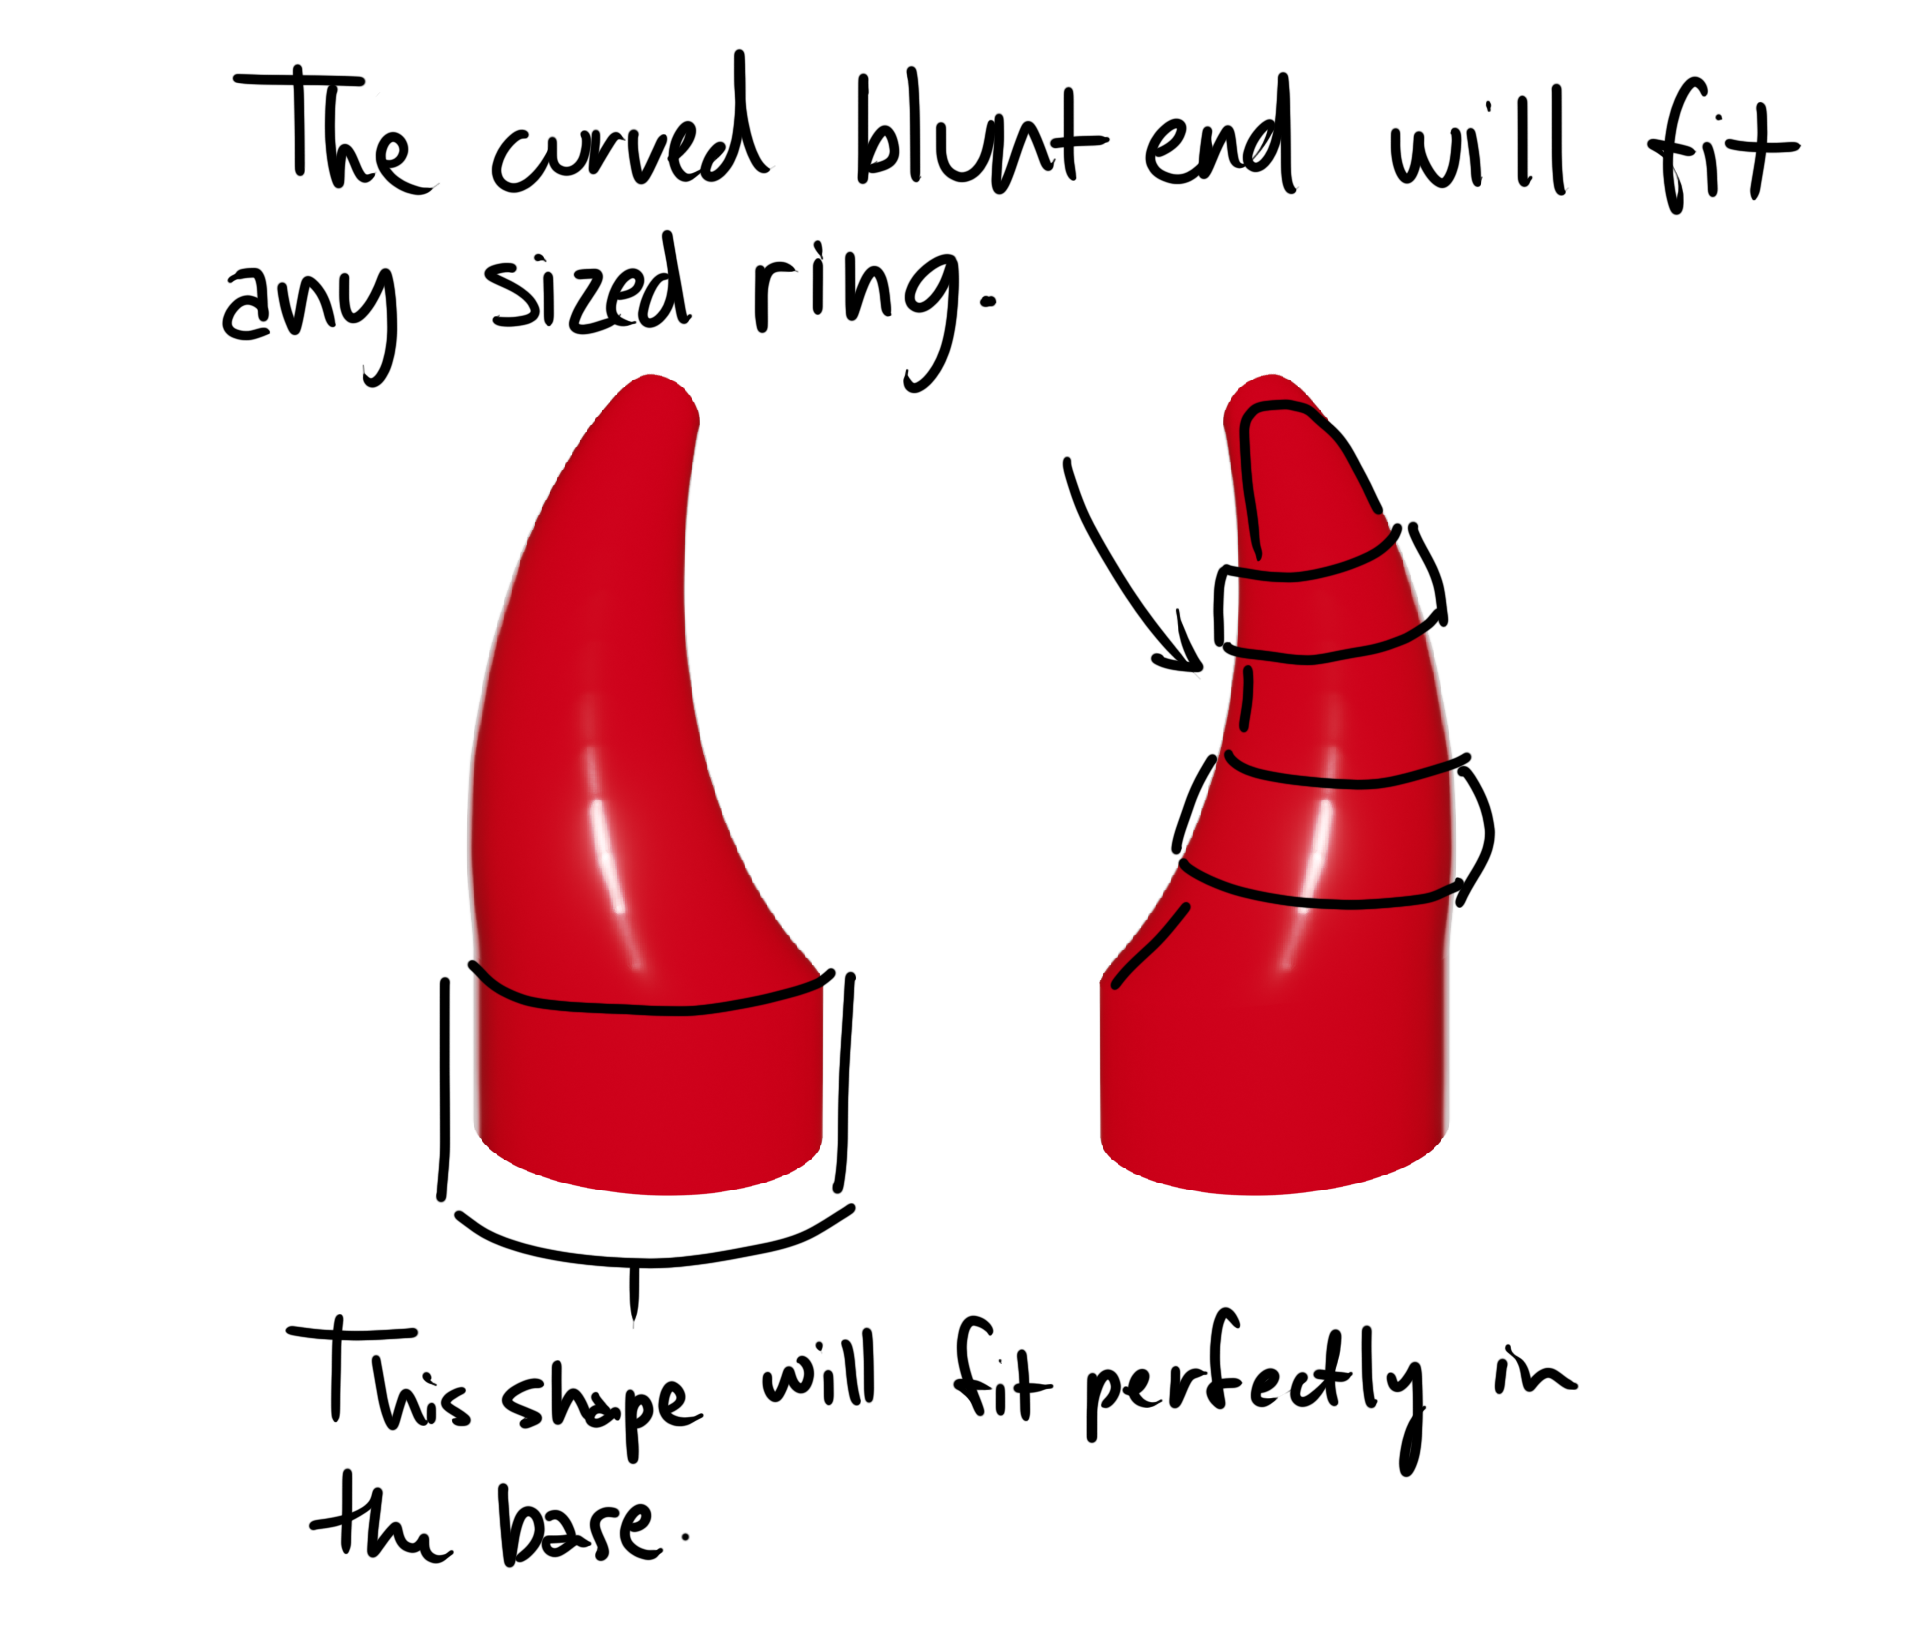 The curved blunt end will fit
any sized ring.
This shape will fit perfectly in
the base.